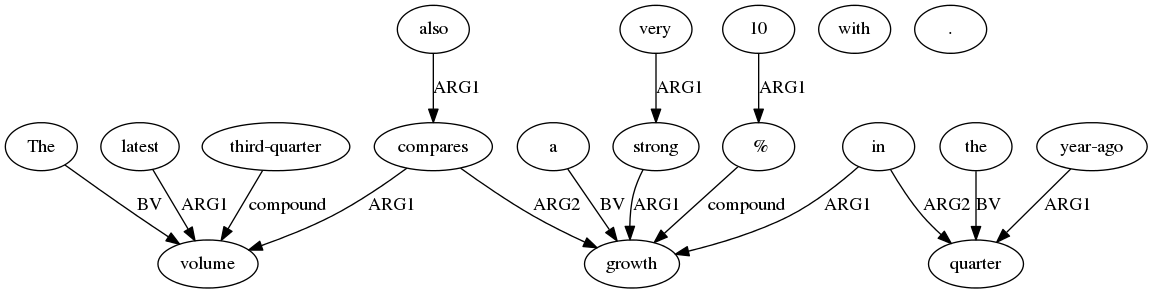 also very 10 with .
ARG1 ARG1 ARG1
The latest third-quarter compares a strong % in the year-ago
BV ARG1 compound ARG1 ARG2 BV ARG1 compound ARG1 ARG2 BV ARG1
volume growth quarter